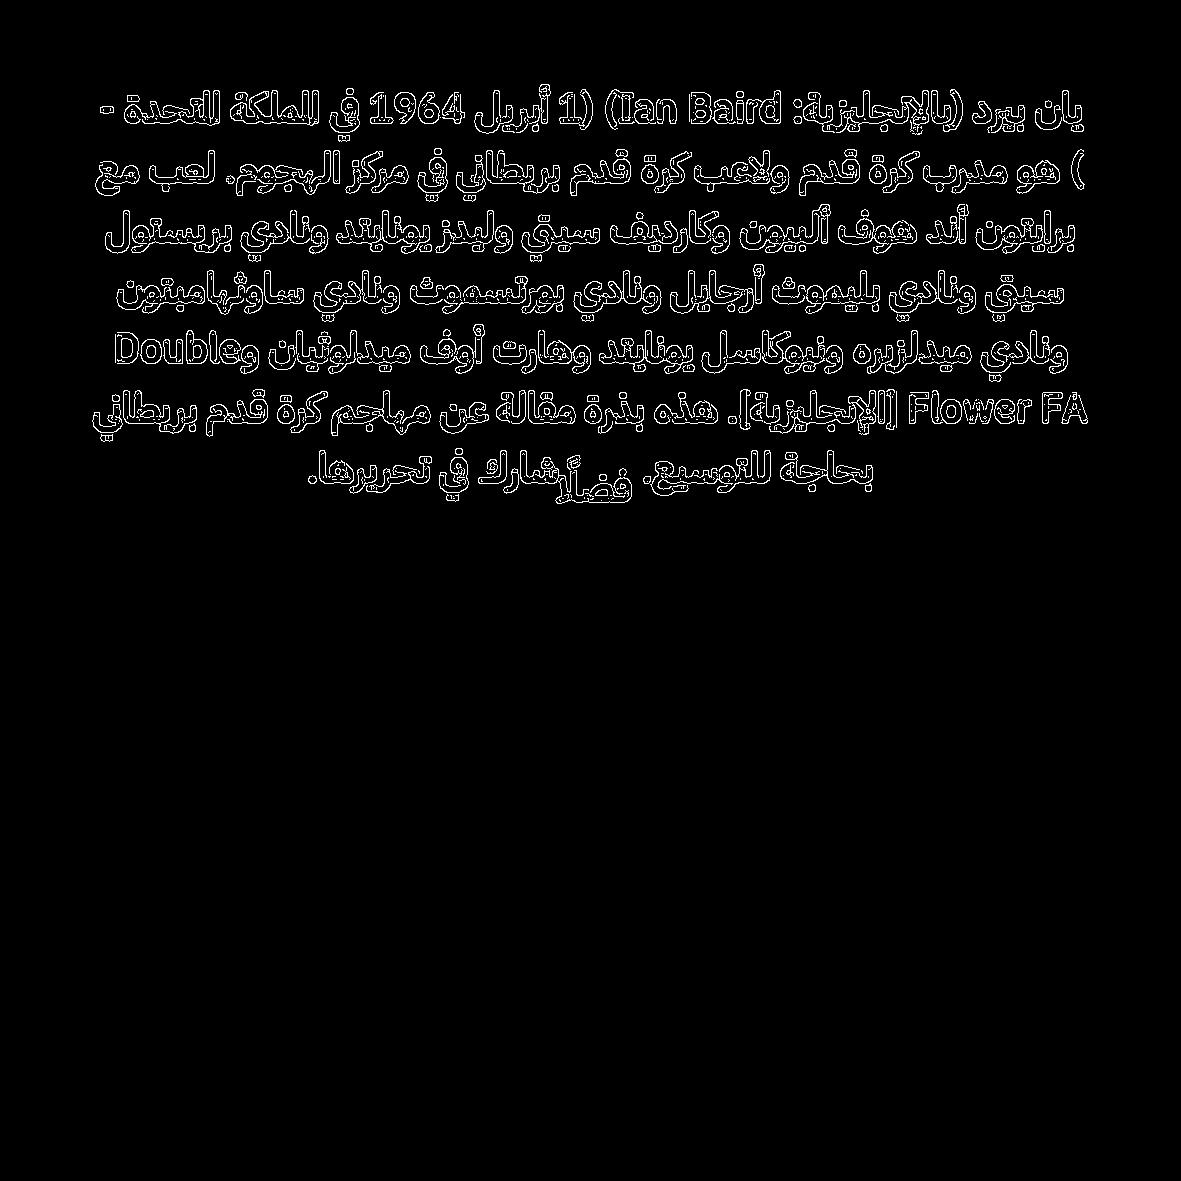 يان بيرد (بالإنجليزية: Ian Baird) (1 أبريل 1964 في المملكة المتحدة -
) هو مدرب كرة قدم ولاعب كرة قدم بريطاني في مركز الهجوم. لعب مع
برايتون أند هوف ألبيون وكارديف سيتي وليدز يونايتد ونادي بريستول
سيتي ونادي بليموث أرجايل ونادي بورتسموث ونادي ساوثهامبتون
ونادي ميدلزبره ونيوكاسل يونايتد وهارت أوف ميدلوثيان وDouble
Flower FA [الإنجليزية]. هذه بذرة مقالة عن مهاجم كرة قدم بريطاني
بحاجة للتوسيع. فضلًا شارك في تحريرها.